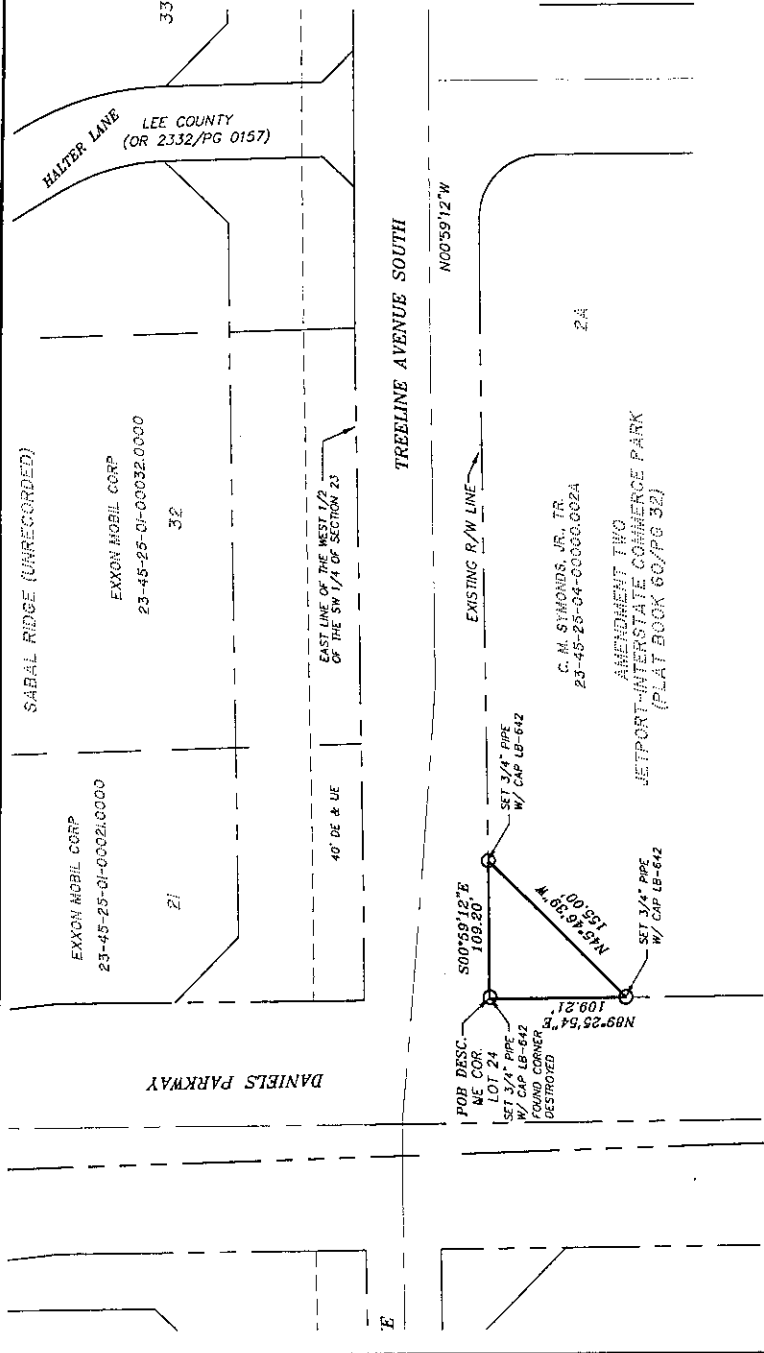 SABAL RIDGE (UNRECORDED)
EXXON MOBIL CORP
23-45-25-01-00021.0000
21
EXXON MOBIL CORP
23-45-25-01-00032.0000
32
33
HALTER LANE
LEE COUNTY
(OR 2332/PG 0157)
40' DE & UE
EAST LINE OF THE WEST 1/2
OF THE SW 1/4 OF SECTION 23
TREELINE AVENUE SOUTH
N00°59'12"W
DANIELS PARKWAY
EXISTING R/W LINE
POB DESC.
NE COR.
LOT 24
SET 3/4" PIPE
W/ CAP LB-642
FOUND CORNER
DESTROYED
S00°59'12"E
109.20'
SET 3/4" PIPE
W/ CAP LB-642
N45°46'39"W
155.00'
N89°25'54"E
109.21'
SET 3/4" PIPE
W/ CAP LB-642
C. M. SYMONDS, JR., TR.
23-45-25-04-00000.002A
2A
AMENDMENT TWO
JETPORT-INTERSTATE COMMERCE PARK
(PLAT BOOK 60/PG 32)